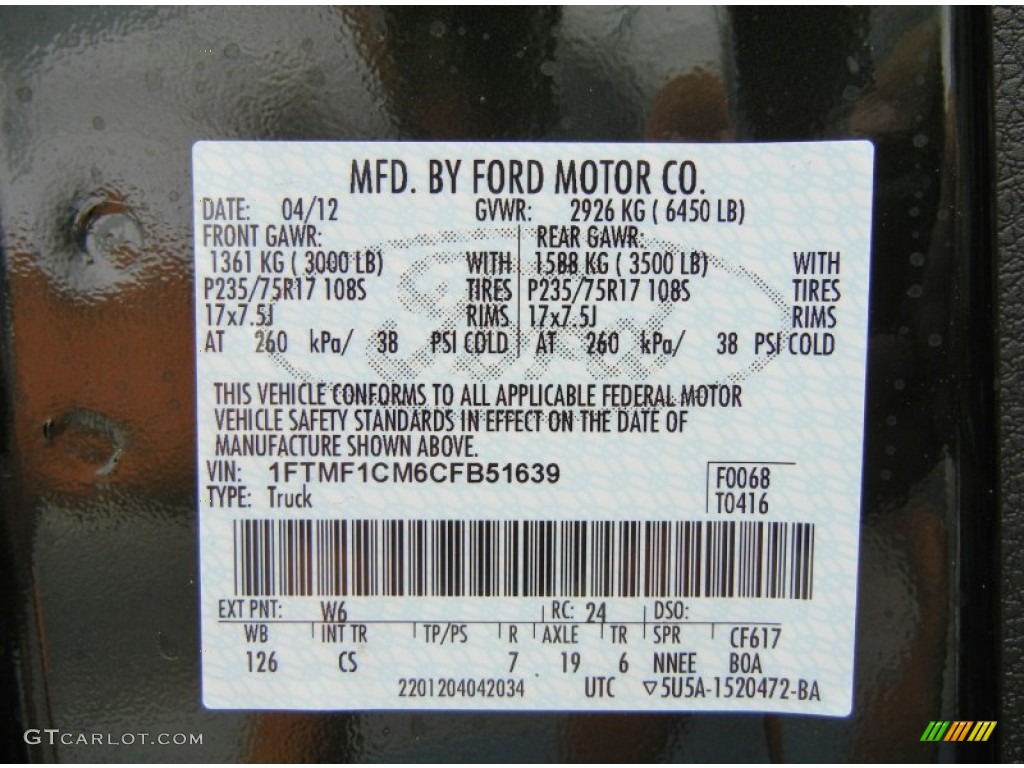 MFD. BY FORD MOTOR CO.
DATE: 04/12 GVWR: 2926 KG ( 6450 LB)
FRONT GAWR: REAR GAWR:
1361 KG ( 3000 LB) WITH 1588 KG ( 3500 LB) WITH
P235/75R17 108S TIRES P235/75R17 108S TIRES
17x7.5J RIMS 17x7.5J RIMS
AT 260 kPa/ 38 PSI COLD AT 260 kPa/ 38 PSI COLD
THIS VEHICLE CONFORMS TO ALL APPLICABLE FEDERAL MOTOR
VEHICLE SAFETY STANDARDS IN EFFECT ON THE DATE OF
MANUFACTURE SHOWN ABOVE.
VIN: 1FTMF1CM6CFB51639 F0068
TYPE: Truck T0416
EXT PNT: W6 RC: 24 DSO:
WB INT TR TP/PS R AXLE TR SPR CF617
126 CS 7 19 6 NNEE BOA
2201204042034 UTC ▽5U5A-1520472-BA
GTCARLOT.COM